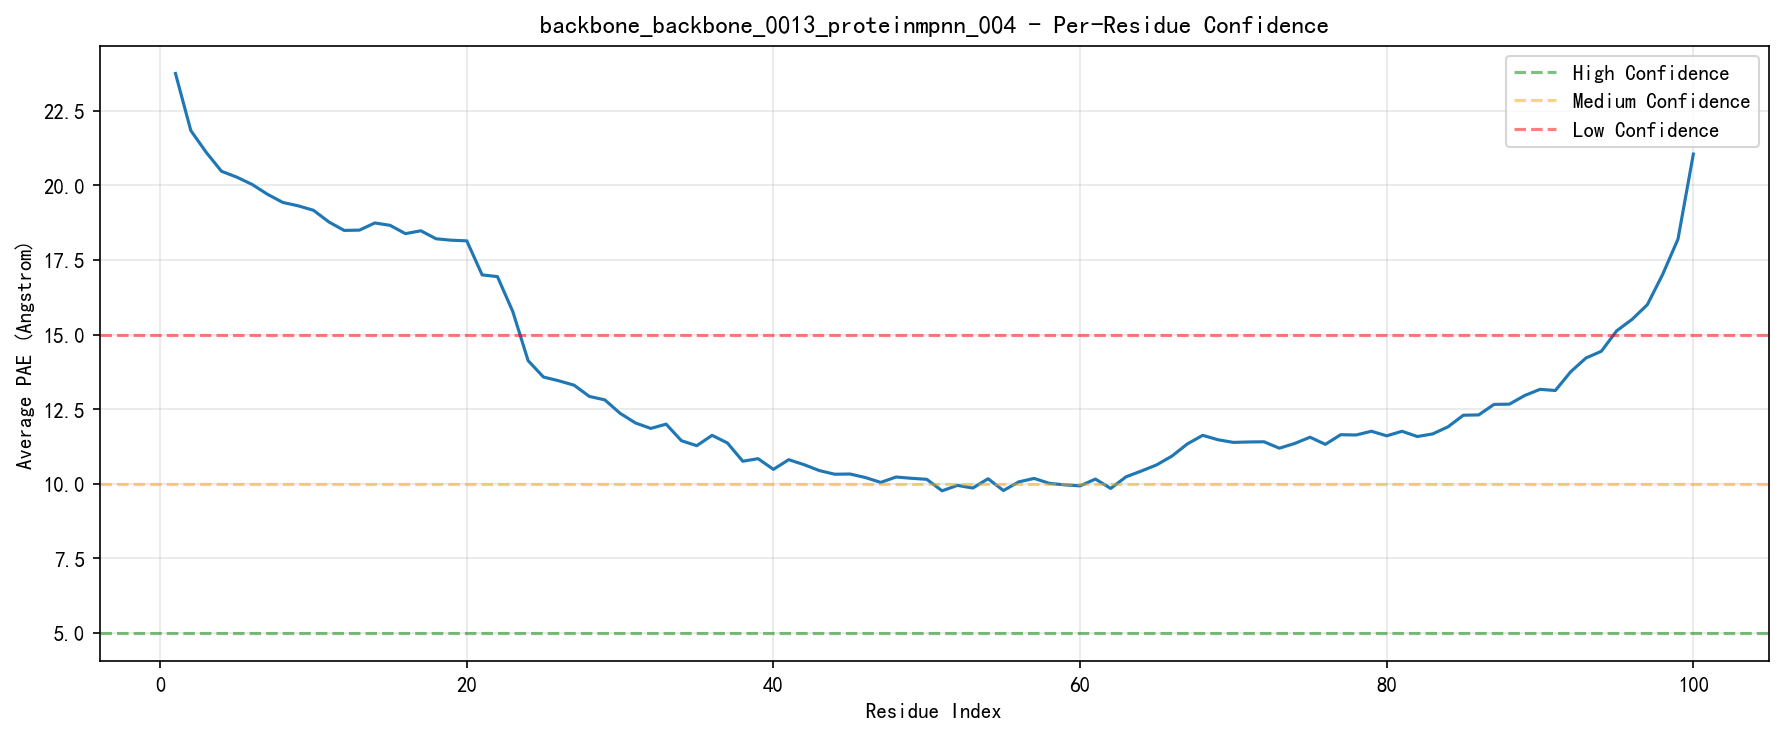 backbone_backbone_0013_proteinmpnn_004 - Per-Residue Confidence
High Confidence
Medium Confidence
Low Confidence
Average PAE (Angstrom)
22.5
20.0
17.5
15.0
12.5
10.0
7.5
5.0
0
20
40
60
80
100
Residue Index